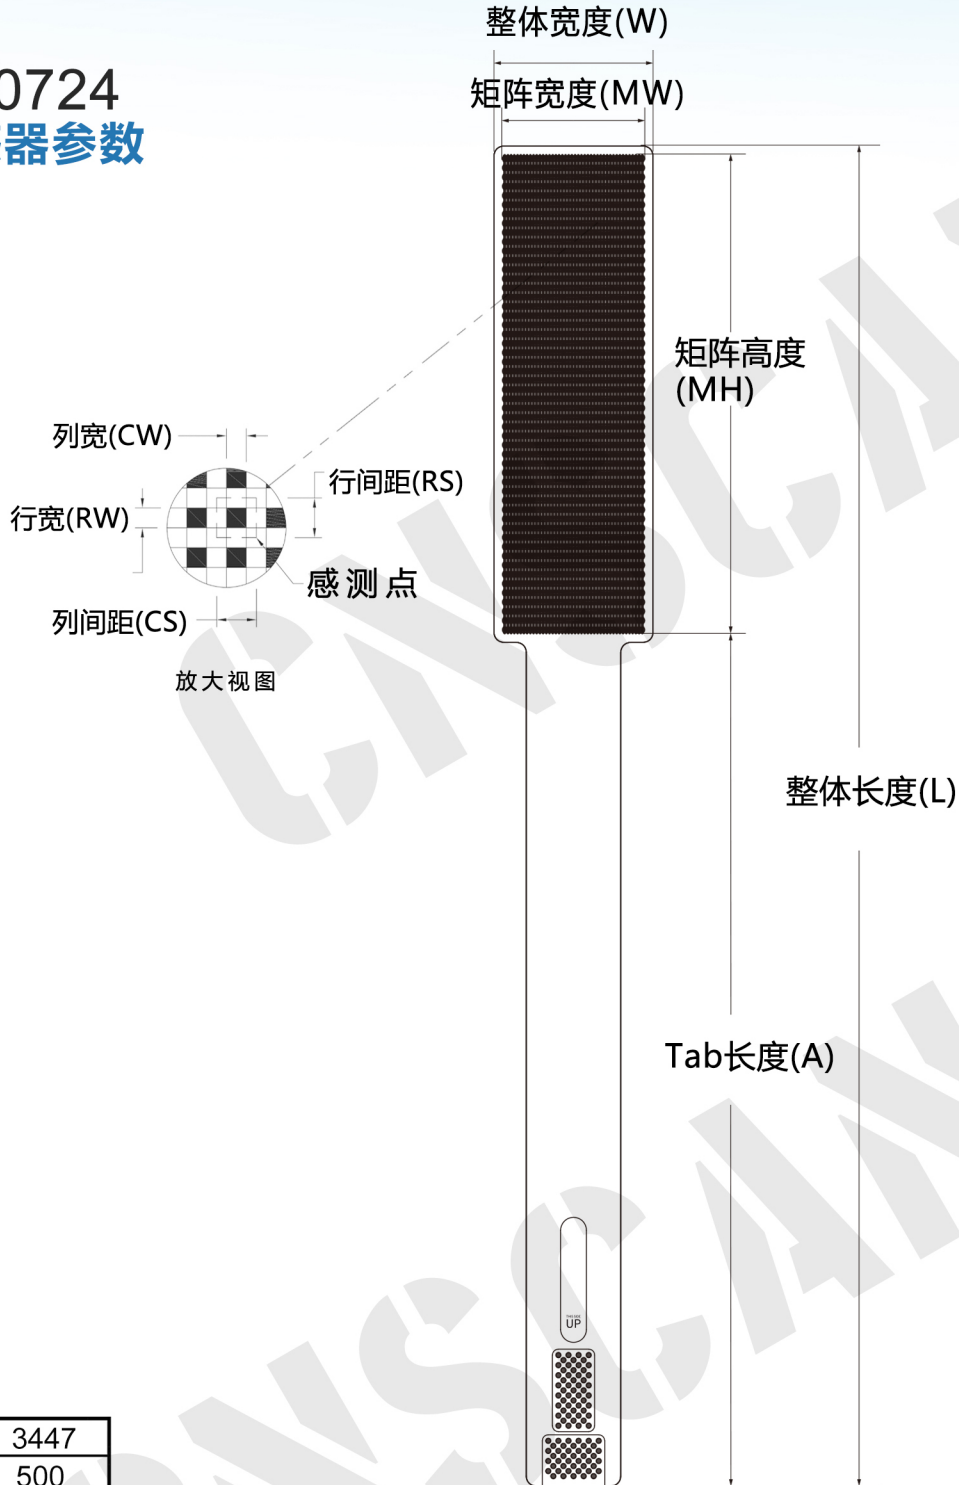 整体宽度(W)
0724
器参数
矩阵宽度(MW)
矩阵高度
(MH)
列宽(CW)
行间距(RS)
行宽(RW)
感测点
列间距(CS)
放大视图
整体长度(L)
Tab长度(A)
UP
3447
500
CNSCAN
CNSCAN